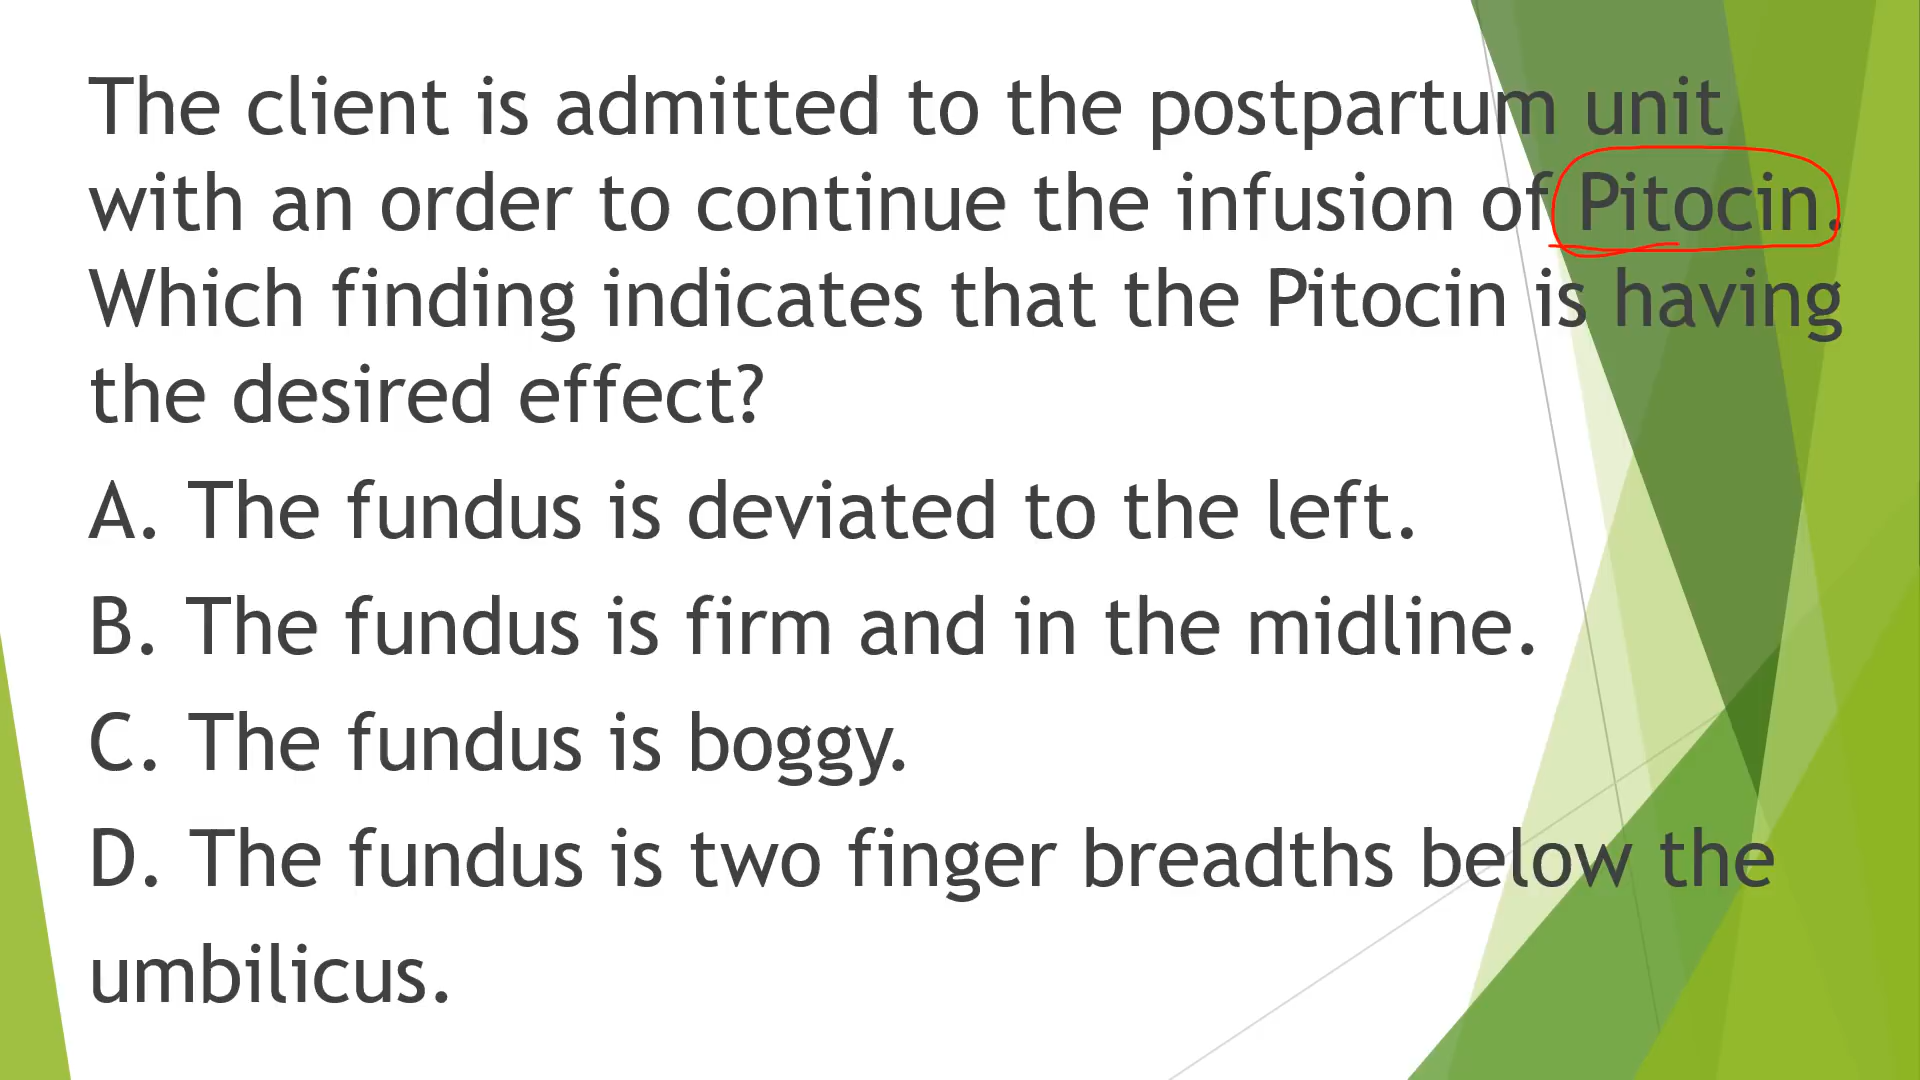 The client is admitted to the postpartum unit
with an order to continue the infusion of Pitocin.
Which finding indicates that the Pitocin is having
the desired effect?
A. The fundus is deviated to the left.
B. The fundus is firm and in the midline.
C. The fundus is boggy.
D. The fundus is two finger breadths below the
umbilicus.